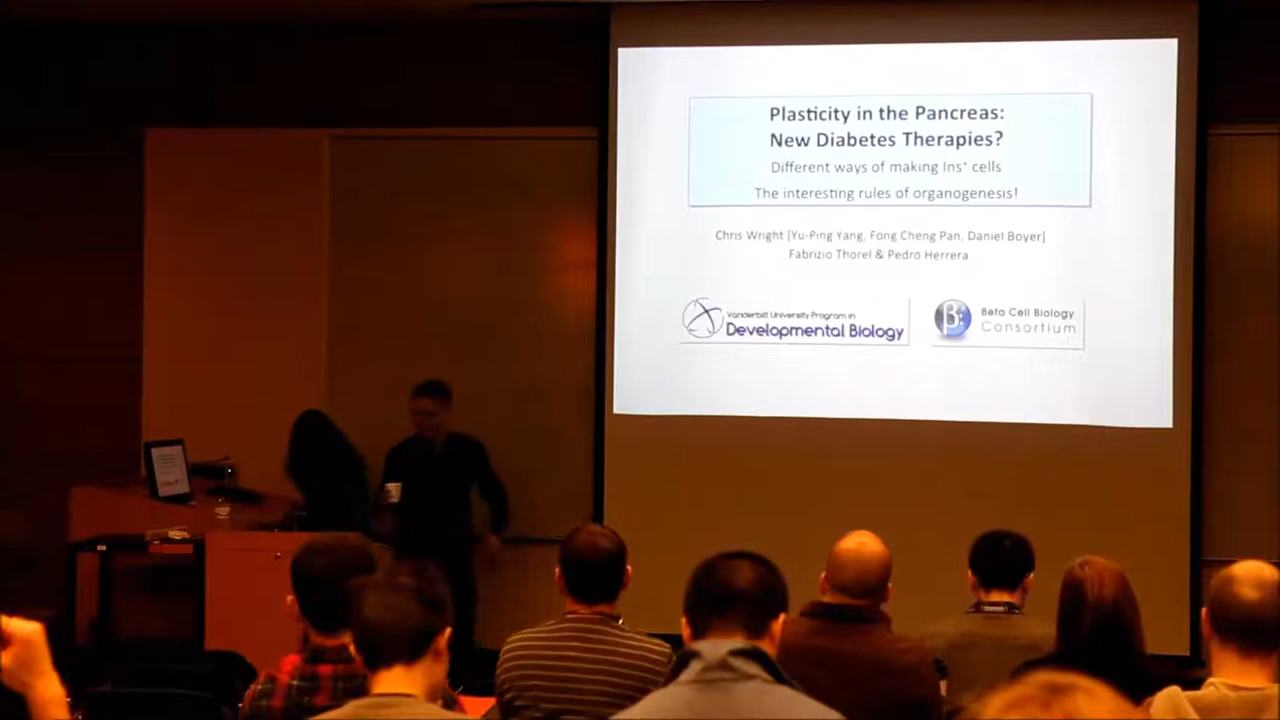 Plasticity in the Pancreas:
New Diabetes Therapies?
Different ways of making Ins⁺ cells
The interesting rules of organogenesis!
Chris Wright [Yu-Ping Yang, Fong Cheng Pan, Daniel Boyer]
Fabrizio Thorel & Pedro Herrera
Vanderbilt University Program in
Developmental Biology
β
Beta Cell Biology
Consortium